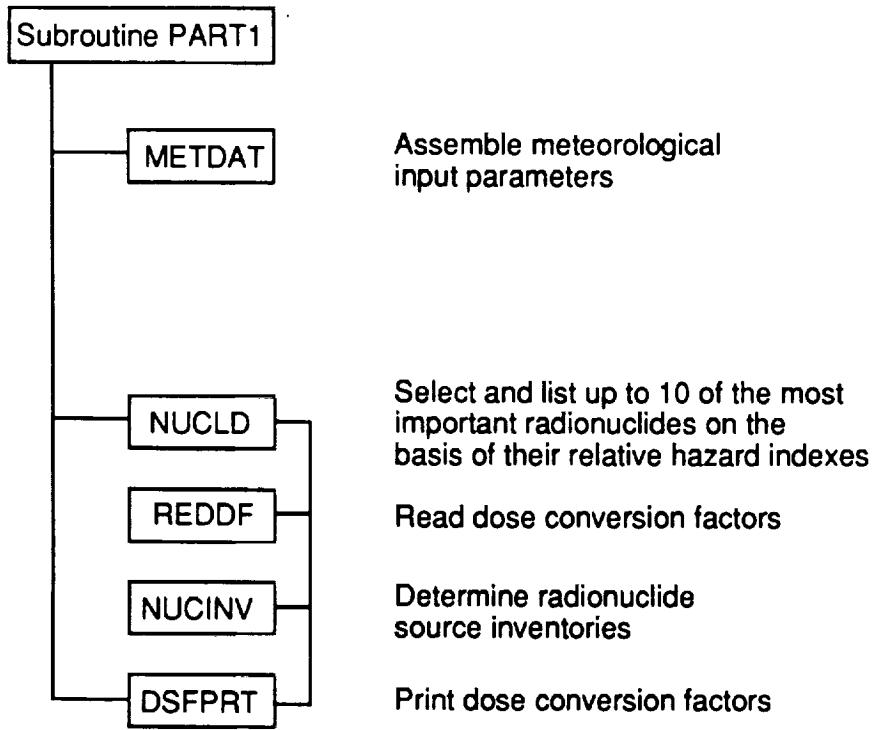 Subroutine PART1
METDAT
Assemble meteorological
input parameters
NUCLD
Select and list up to 10 of the most
important radionuclides on the
basis of their relative hazard indexes
REDDF
Read dose conversion factors
NUCINV
Determine radionuclide
source inventories
DSFPRT
Print dose conversion factors